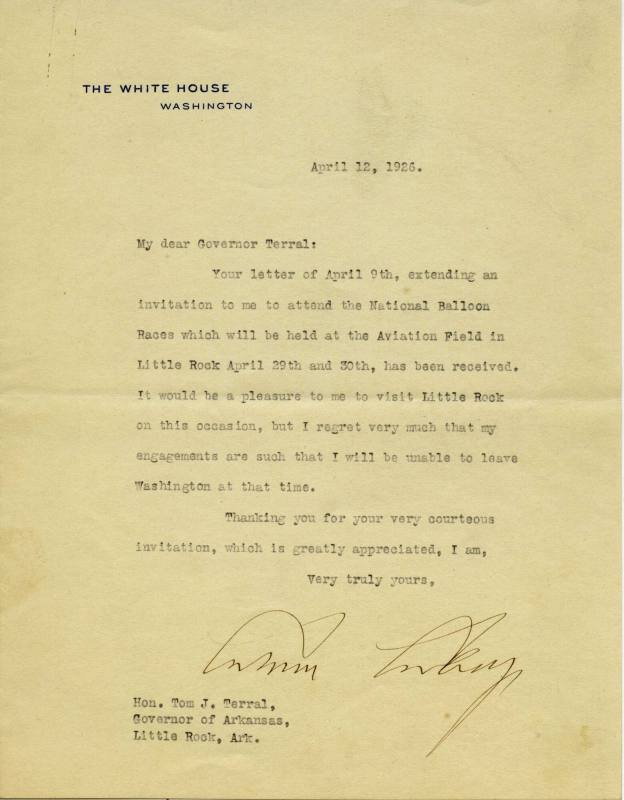 THE WHITE HOUSE
WASHINGTON
April 12, 1926.
My dear Governor Terral:
Your letter of April 9th, extending an
invitation to me to attend the National Balloon
Races which will be held at the Aviation Field in
Little Rock April 29th and 30th, has been received.
It would be a pleasure to me to visit Little Rock
on this occasion, but I regret very much that my
engagements are such that I will be unable to leave
Washington at that time.
Thanking you for your very courteous
invitation, which is greatly appreciated, I am,
Very truly yours,
Hon. Tom J. Terral,
Governor of Arkansas,
Little Rock, Ark.